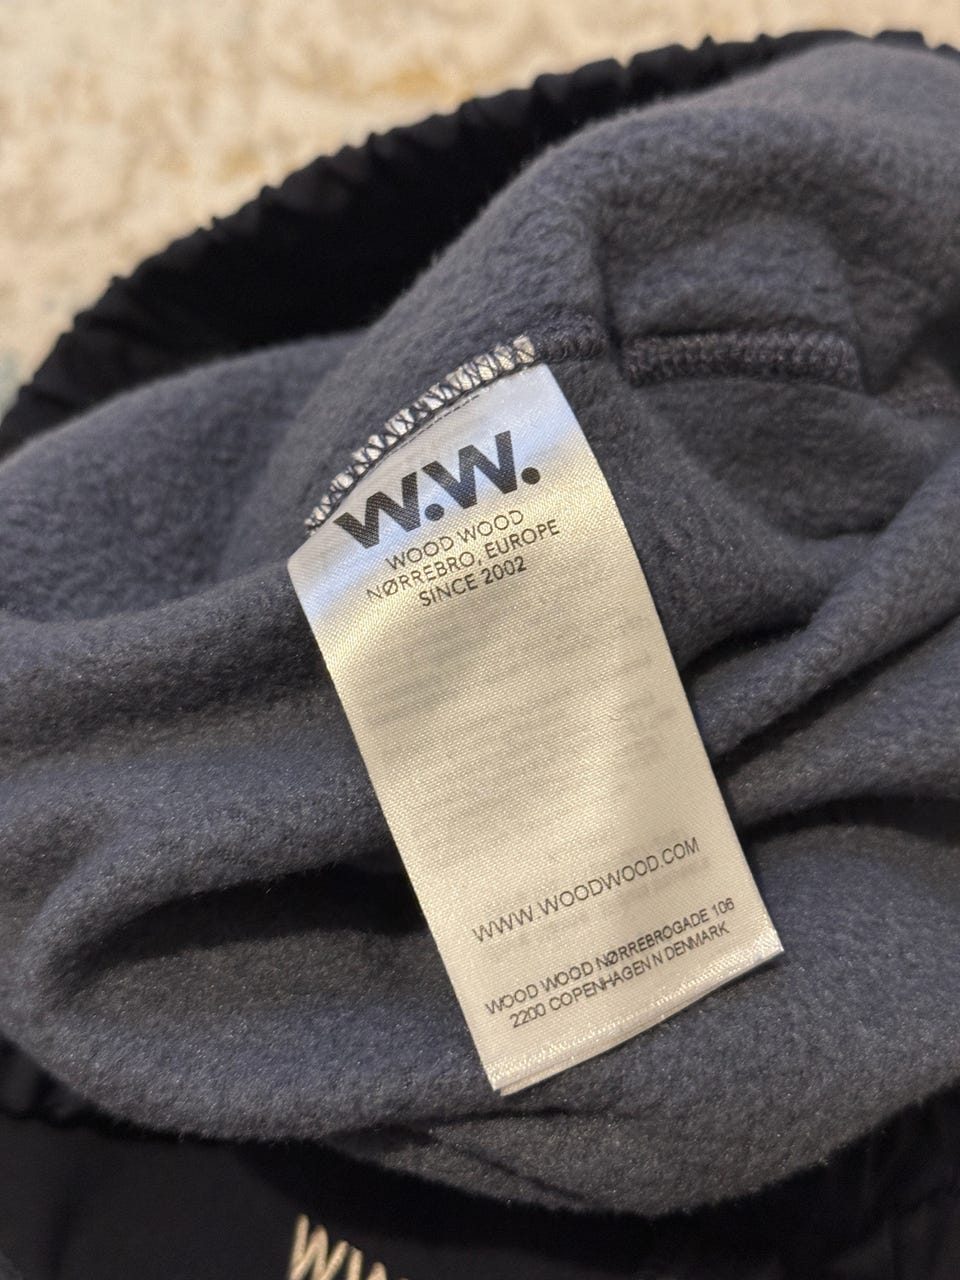 W.W.
WOOD WOOD
NØRREBRO, EUROPE
SINCE 2002
WWW.WOODWOOD.COM
WOOD WOOD NØRREBROGADE 106
2200 COPENHAGEN N DENMARK